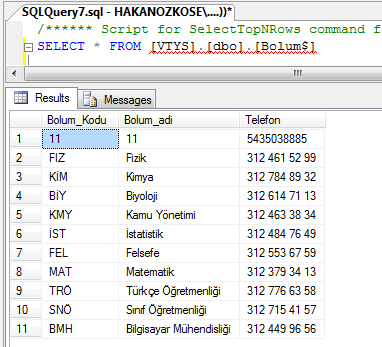 SQLQuery7.sql - HAKANOZKOSE\....))*
/****** Script for SelectTopNRows command f
SELECT * FROM [VTYS].[dbo].[Bolum$]
Results Messages
Bolum_Kodu Bolum_adi Telefon
1 11 11 5435038885
2 FIZ Fizik 312 461 52 99
3 KİM Kimya 312 784 89 32
4 BİY Biyoloji 312 614 71 13
5 KMY Kamu Yönetimi 312 463 38 34
6 İST İstatistik 312 484 76 49
7 FEL Felsefe 312 553 67 59
8 MAT Matematik 312 379 34 13
9 TRÖ Türkçe Öğretmenliği 312 776 63 58
10 SNÖ Sınıf Öğretmenliği 312 715 41 57
11 BMH Bilgisayar Mühendisliği 312 449 96 56